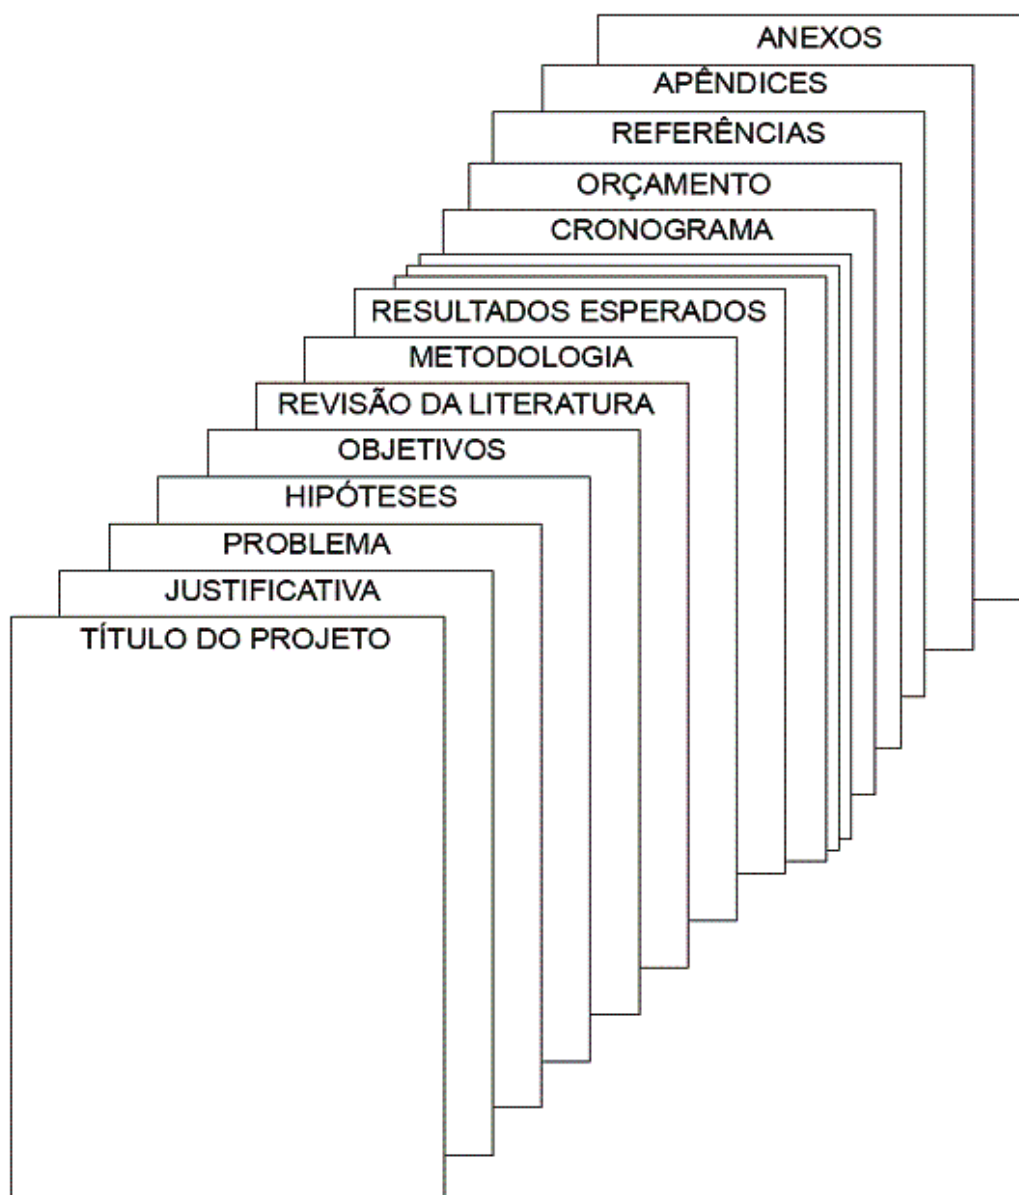 ANEXOS
APÊNDICES
REFERÊNCIAS
ORÇAMENTO
CRONOGRAMA
RESULTADOS ESPERADOS
METODOLOGIA
REVISÃO DA LITERATURA
OBJETIVOS
HIPÓTESES
PROBLEMA
JUSTIFICATIVA
TÍTULO DO PROJETO